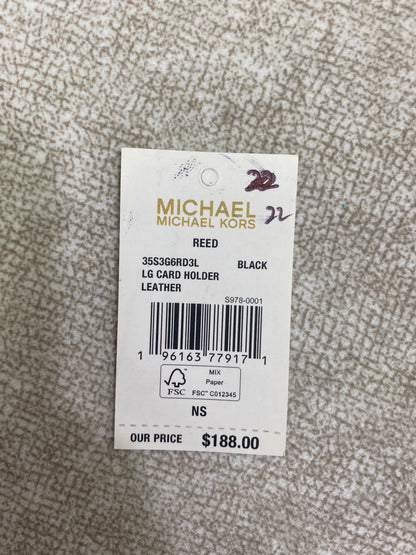 22
MICHAEL
22
MICHAEL KORS
REED
35S3G6RD3L BLACK
LG CARD HOLDER
LEATHER
S978-0001
1 96163 77917 1
FSC
MIX
Paper
FSC™ C012345
NS
OUR PRICE $188.00